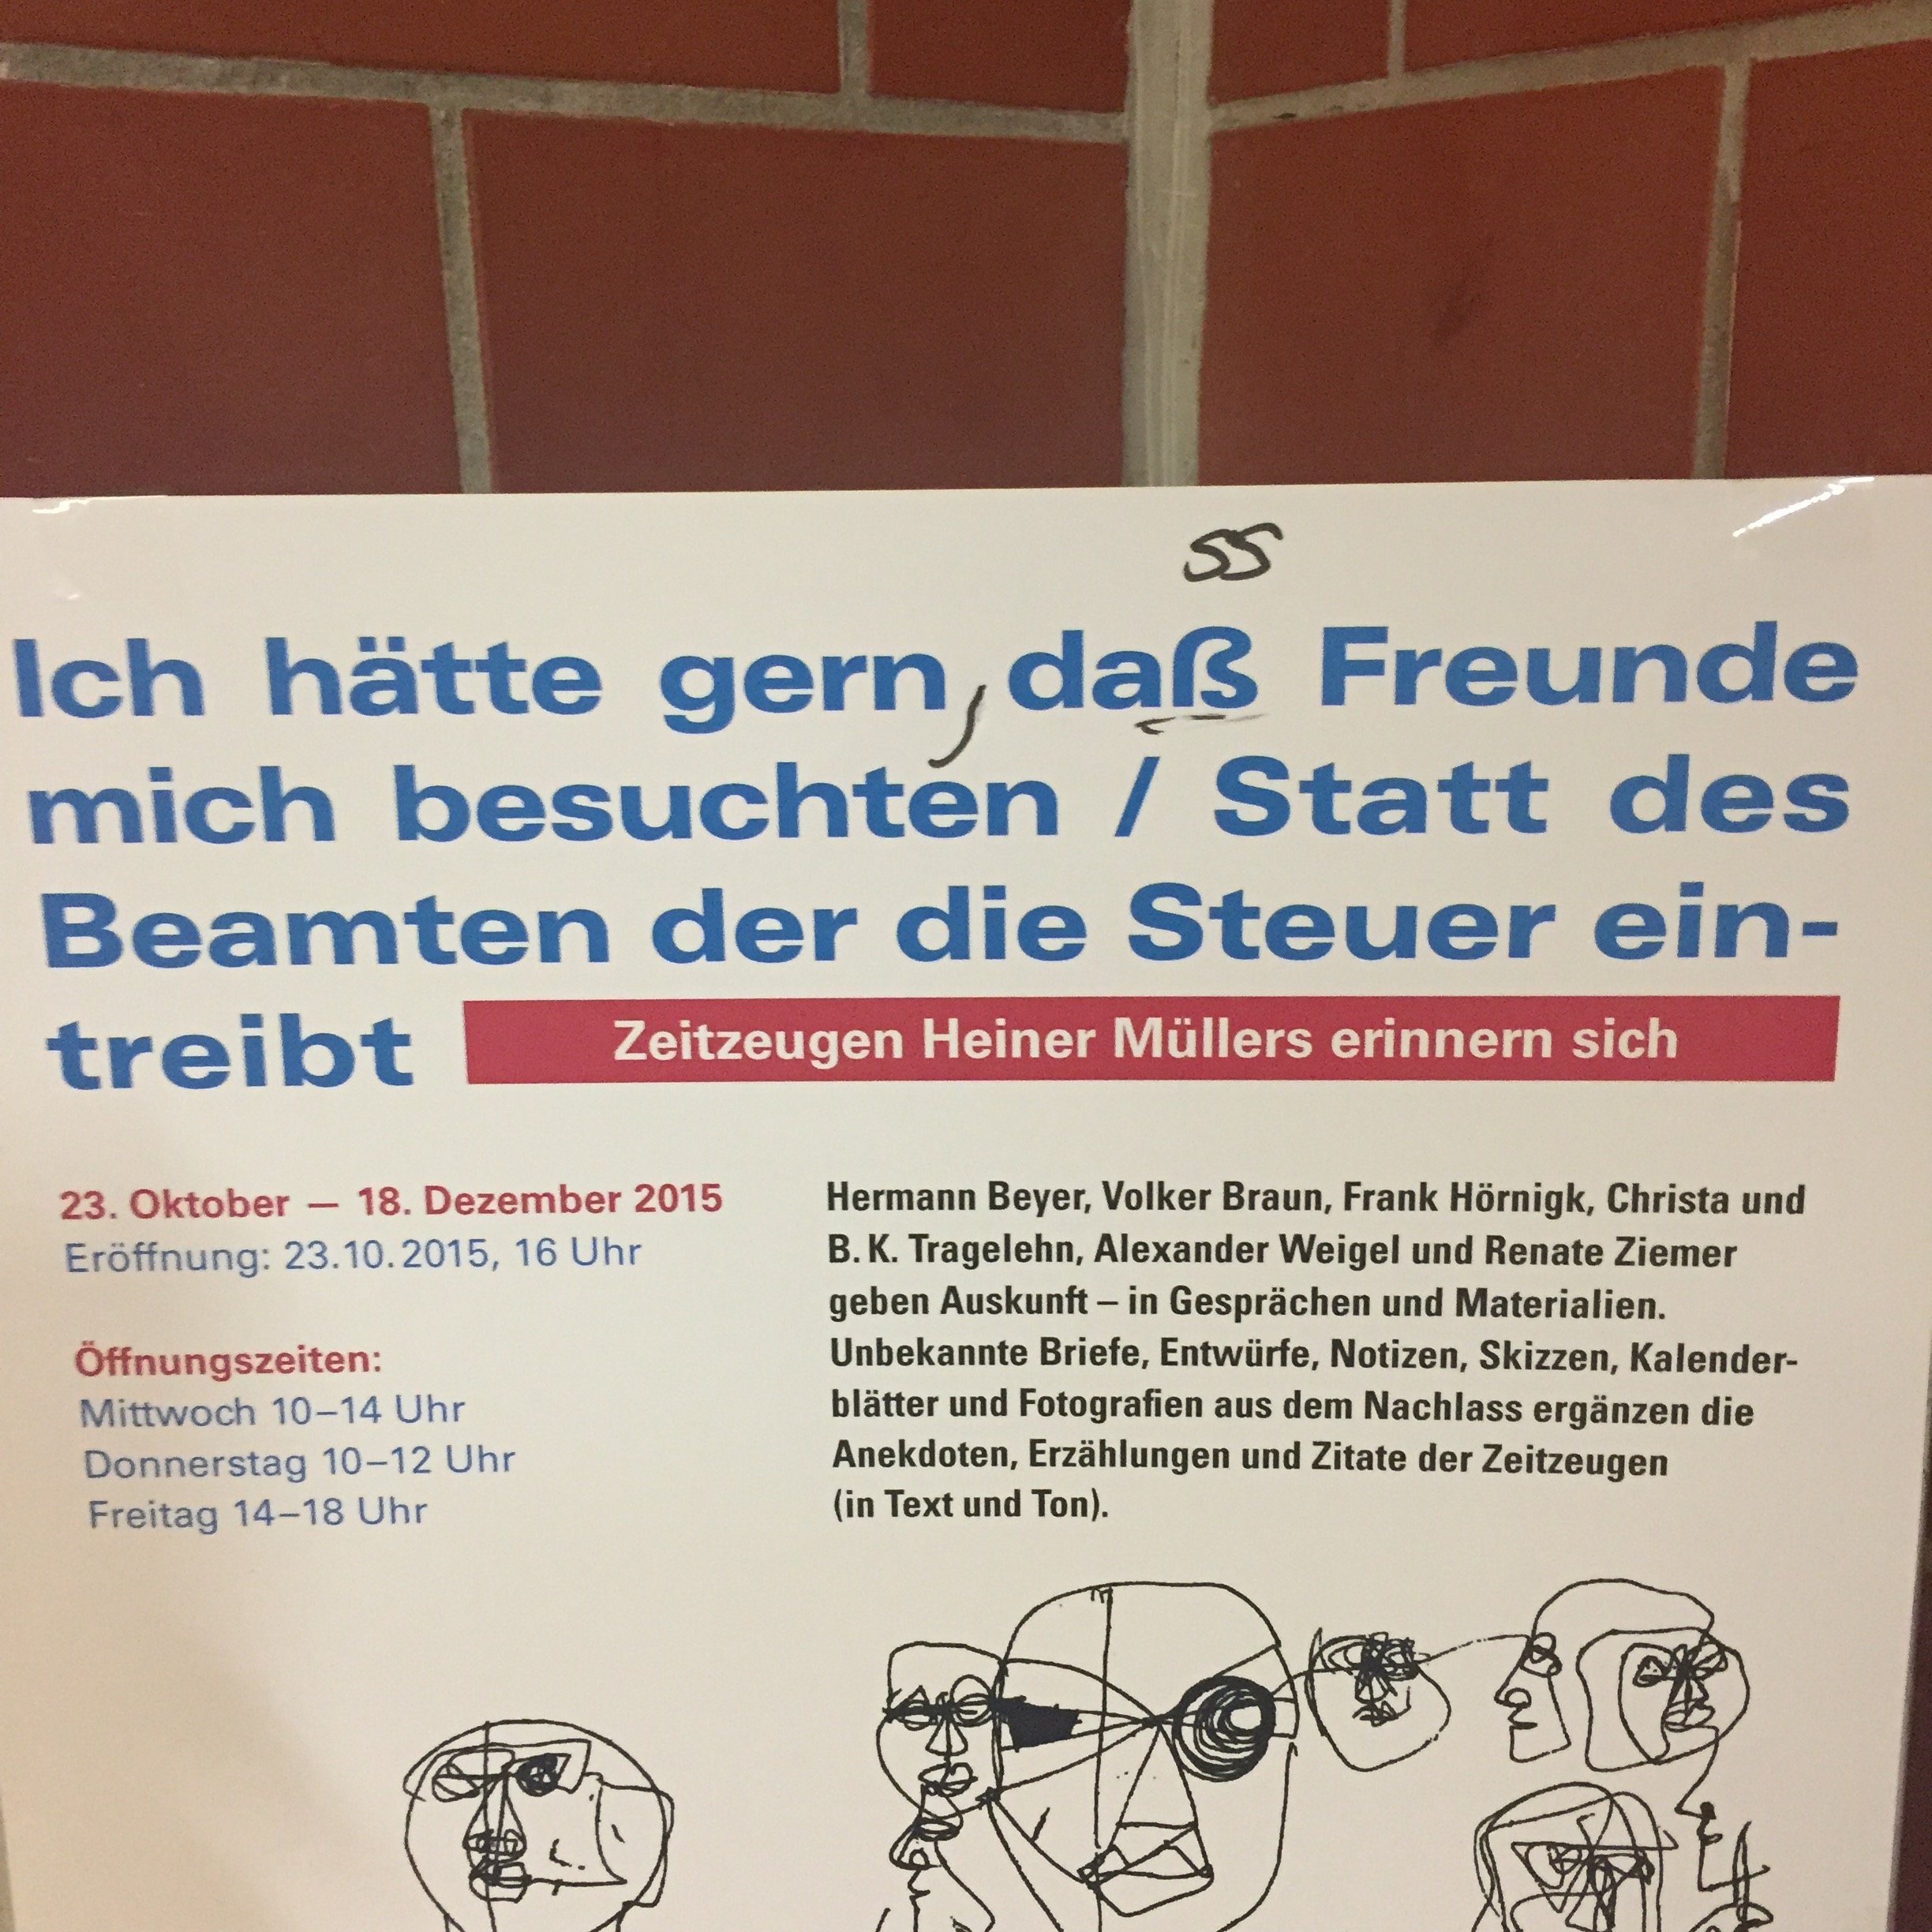 ss
Ich hätte gern, daß Freunde
mich besuchten / Statt des
Beamten der die Steuer ein-
treibt Zeitzeugen Heiner Müllers erinnern sich
23. Oktober — 18. Dezember 2015
Eröffnung: 23.10.2015, 16 Uhr
Öffnungszeiten:
Mittwoch 10–14 Uhr
Donnerstag 10–12 Uhr
Freitag 14–18 Uhr
Hermann Beyer, Volker Braun, Frank Hörnigk, Christa und
B. K. Tragelehn, Alexander Weigel und Renate Ziemer
geben Auskunft – in Gesprächen und Materialien.
Unbekannte Briefe, Entwürfe, Notizen, Skizzen, Kalender-
blätter und Fotografien aus dem Nachlass ergänzen die
Anekdoten, Erzählungen und Zitate der Zeitzeugen
(in Text und Ton).